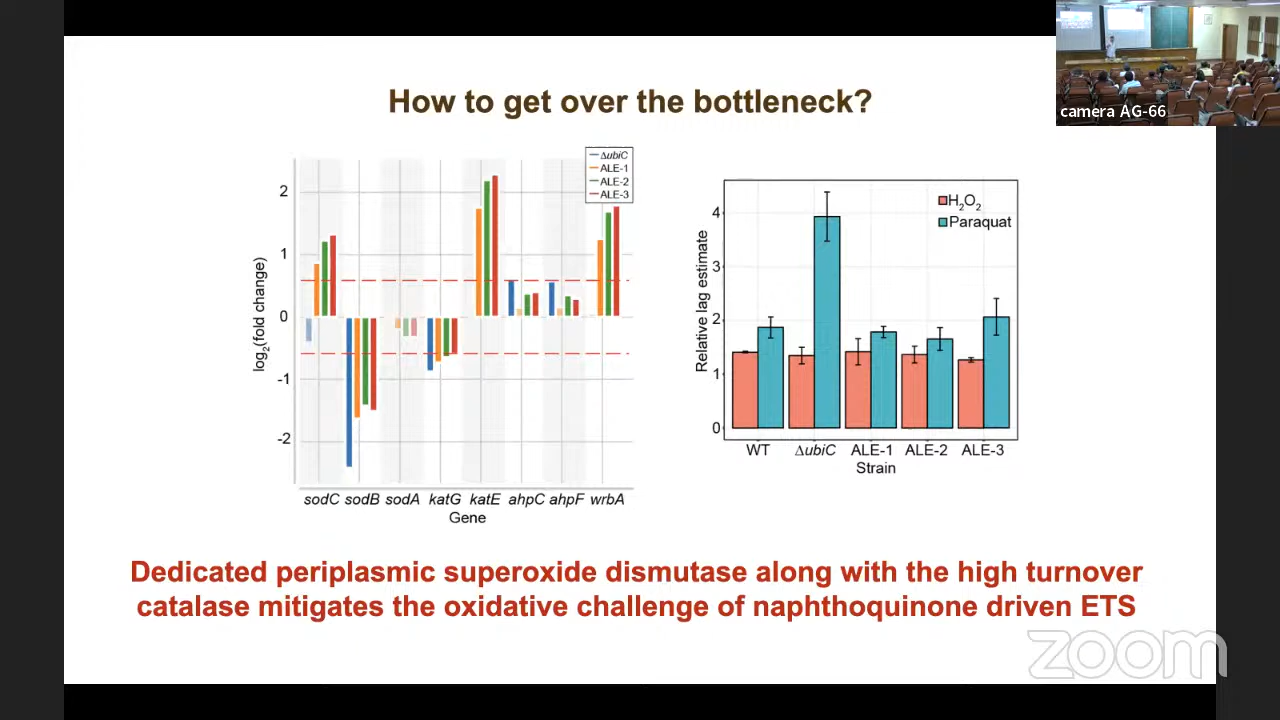 camera AG-66
How to get over the bottleneck?
ΔubiC
ALE-1
ALE-2
ALE-3
2
1
0
-1
-2
log2(fold change)
sodC sodB sodA katG katE ahpC ahpF wrbA
Gene
H2O2
Paraquat
4
3
2
1
0
Relative lag estimate
WT ΔubiC ALE-1 ALE-2 ALE-3
Strain
Dedicated periplasmic superoxide dismutase along with the high turnover
catalase mitigates the oxidative challenge of naphthoquinone driven ETS
zoom